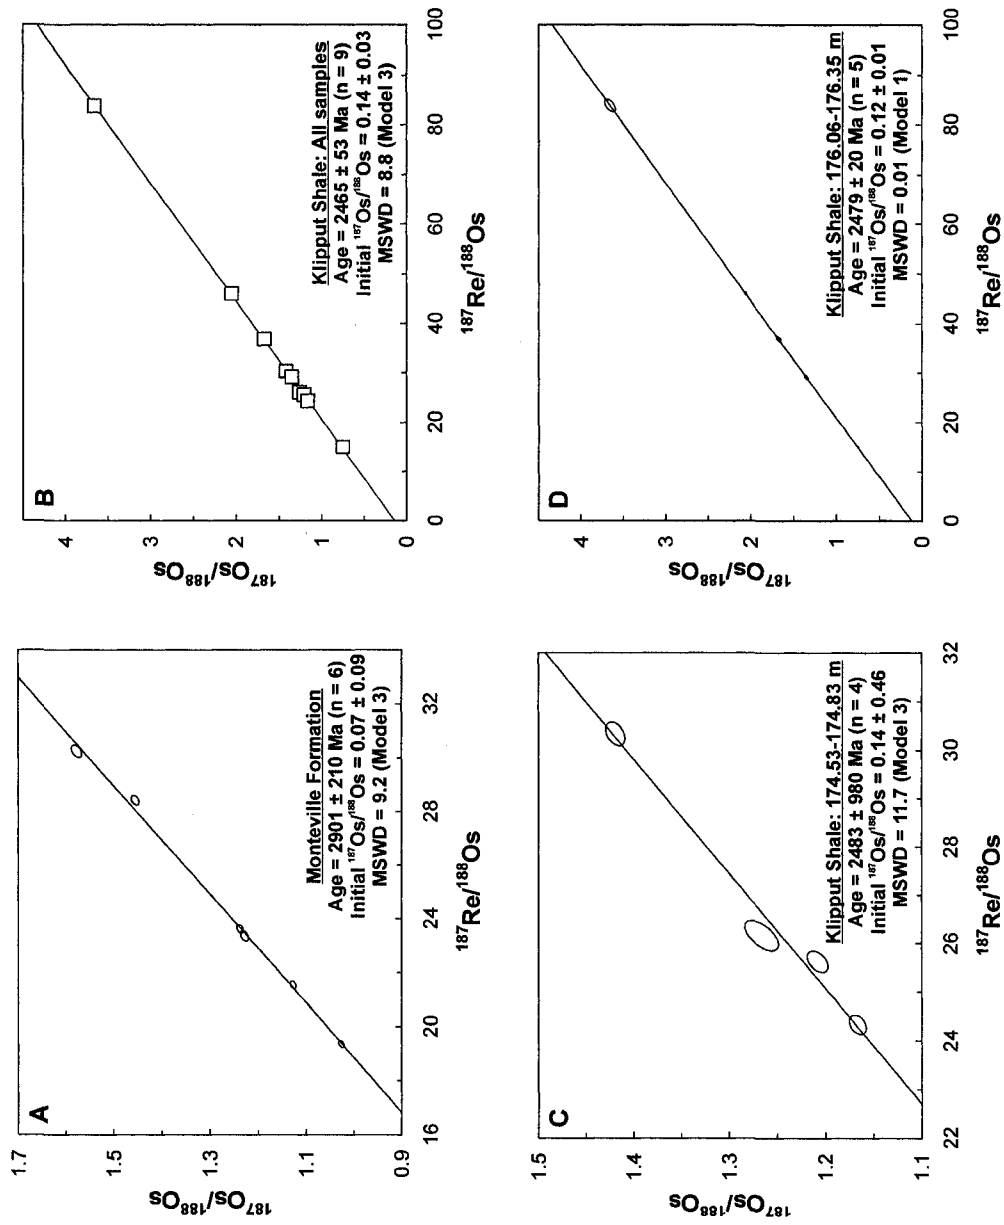 A
1.7
1.5
1.3
1.1
0.9
16
20
24
28
32
187Os/188Os
187Re/188Os
Monteville Formation
Age = 2901 ± 210 Ma (n = 6)
Initial 187Os/188Os = 0.07 ± 0.09
MSWD = 9.2 (Model 3)
B
4
3
2
1
0
0
20
40
60
80
100
187Os/188Os
187Re/188Os
Klipput Shale: All samples
Age = 2465 ± 53 Ma (n = 9)
Initial 187Os/188Os = 0.14 ± 0.03
MSWD = 8.8 (Model 3)
C
1.5
1.4
1.3
1.2
1.1
22
24
26
28
30
32
187Os/188Os
187Re/188Os
Klipput Shale: 174.53-174.83 m
Age = 2483 ± 980 Ma (n = 4)
Initial 187Os/188Os = 0.14 ± 0.46
MSWD = 11.7 (Model 3)
D
4
3
2
1
0
0
20
40
60
80
100
187Os/188Os
187Re/188Os
Klipput Shale: 176.06-176.35 m
Age = 2479 ± 20 Ma (n = 5)
Initial 187Os/188Os = 0.12 ± 0.01
MSWD = 0.01 (Model 1)